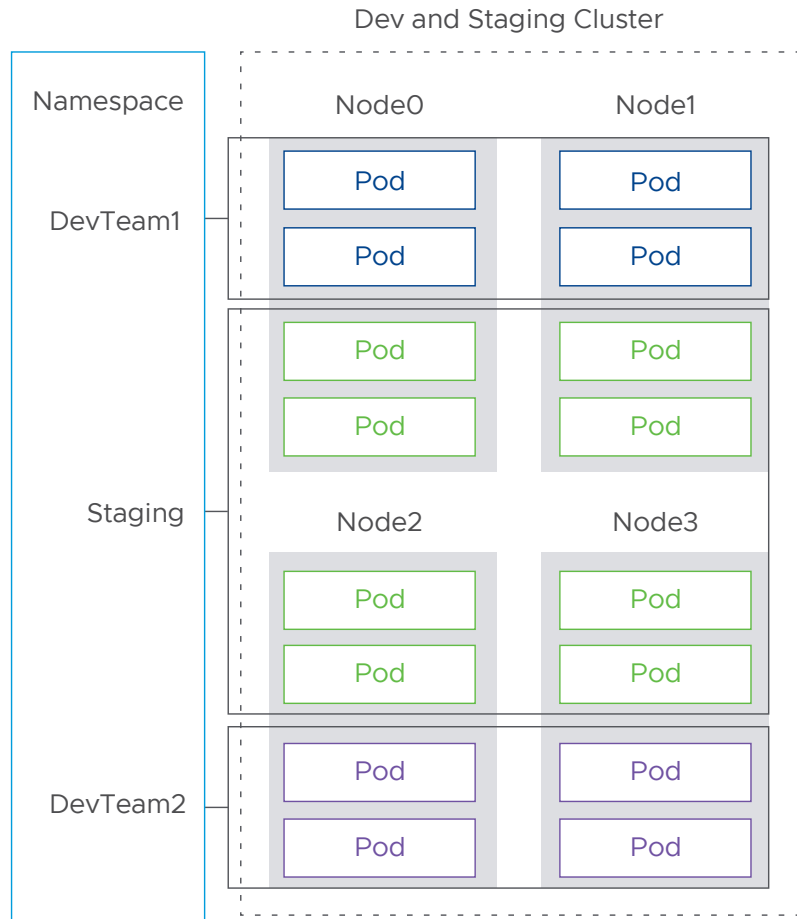 Dev and Staging Cluster
Namespace
Node0
Node1
DevTeam1
Pod
Pod
Pod
Pod
Staging
Pod
Pod
Pod
Pod
Node2
Node3
Pod
Pod
Pod
Pod
DevTeam2
Pod
Pod
Pod
Pod